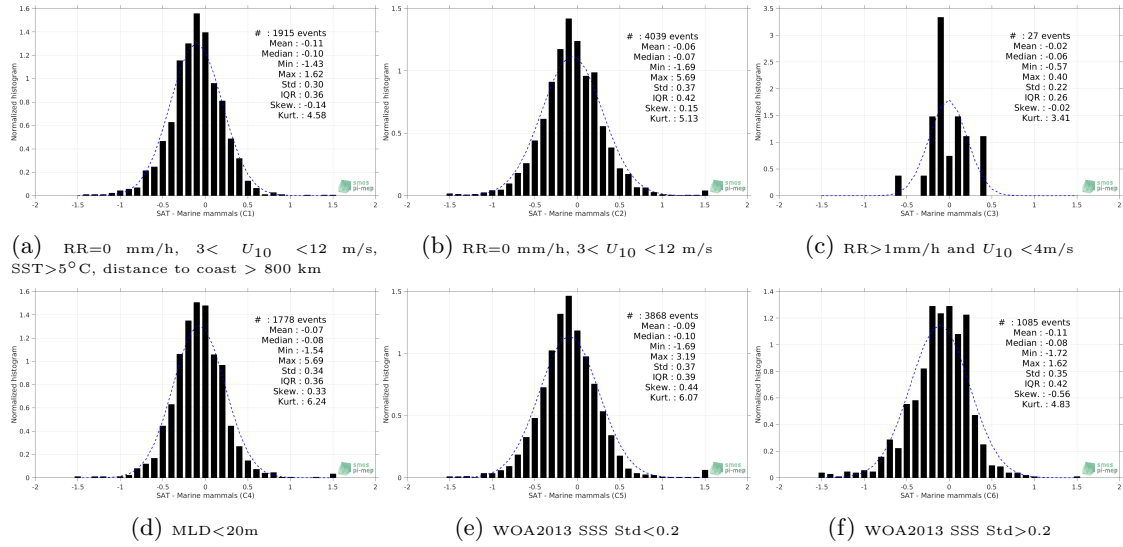 # : 1915 events
Mean : -0.11
Median : -0.10
Min : -1.43
Max : 1.62
Std : 0.30
IQR : 0.36
Skew. : -0.14
Kurt. : 4.58
Normalized histogram
1.6
1.4
1.2
1
0.8
0.6
0.4
0.2
0
-2 -1.5 -1 -0.5 0 0.5 1 1.5 2
SAT - Marine mammals (C1)
smos
pi-mep
(a) RR=0 mm/h, 3< U10 <12 m/s,
SST>5°C, distance to coast > 800 km
# : 4039 events
Mean : -0.06
Median : -0.07
Min : -1.69
Max : 5.69
Std : 0.37
IQR : 0.42
Skew. : 0.15
Kurt. : 5.13
Normalized histogram
1.5
1
0.5
0
-2 -1.5 -1 -0.5 0 0.5 1 1.5 2
SAT - Marine mammals (C2)
smos
pi-mep
(b) RR=0 mm/h, 3< U10 <12 m/s
# : 27 events
Mean : -0.02
Median : -0.06
Min : -0.57
Max : 0.40
Std : 0.22
IQR : 0.26
Skew. : -0.02
Kurt. : 3.41
Normalized histogram
3.5
3
2.5
2
1.5
1
0.5
0
-2 -1.5 -1 -0.5 0 0.5 1 1.5 2
SAT - Marine mammals (C3)
smos
pi-mep
(c) RR>1mm/h and U10 <4m/s
# : 1778 events
Mean : -0.07
Median : -0.08
Min : -1.54
Max : 5.69
Std : 0.34
IQR : 0.36
Skew. : 0.33
Kurt. : 6.24
Normalized histogram
1.6
1.4
1.2
1
0.8
0.6
0.4
0.2
0
-2 -1.5 -1 -0.5 0 0.5 1 1.5 2
SAT - Marine mammals (C4)
smos
pi-mep
(d) MLD<20m
# : 3868 events
Mean : -0.09
Median : -0.10
Min : -1.69
Max : 3.19
Std : 0.37
IQR : 0.39
Skew. : 0.44
Kurt. : 6.07
Normalized histogram
1.5
1
0.5
0
-2 -1.5 -1 -0.5 0 0.5 1 1.5 2
SAT - Marine mammals (C5)
smos
pi-mep
(e) WOA2013 SSS Std<0.2
# : 1085 events
Mean : -0.11
Median : -0.08
Min : -1.72
Max : 1.62
Std : 0.35
IQR : 0.42
Skew. : -0.56
Kurt. : 4.83
Normalized histogram
1.4
1.2
1
0.8
0.6
0.4
0.2
0
-2 -1.5 -1 -0.5 0 0.5 1 1.5 2
SAT - Marine mammals (C6)
smos
pi-mep
(f) WOA2013 SSS Std>0.2